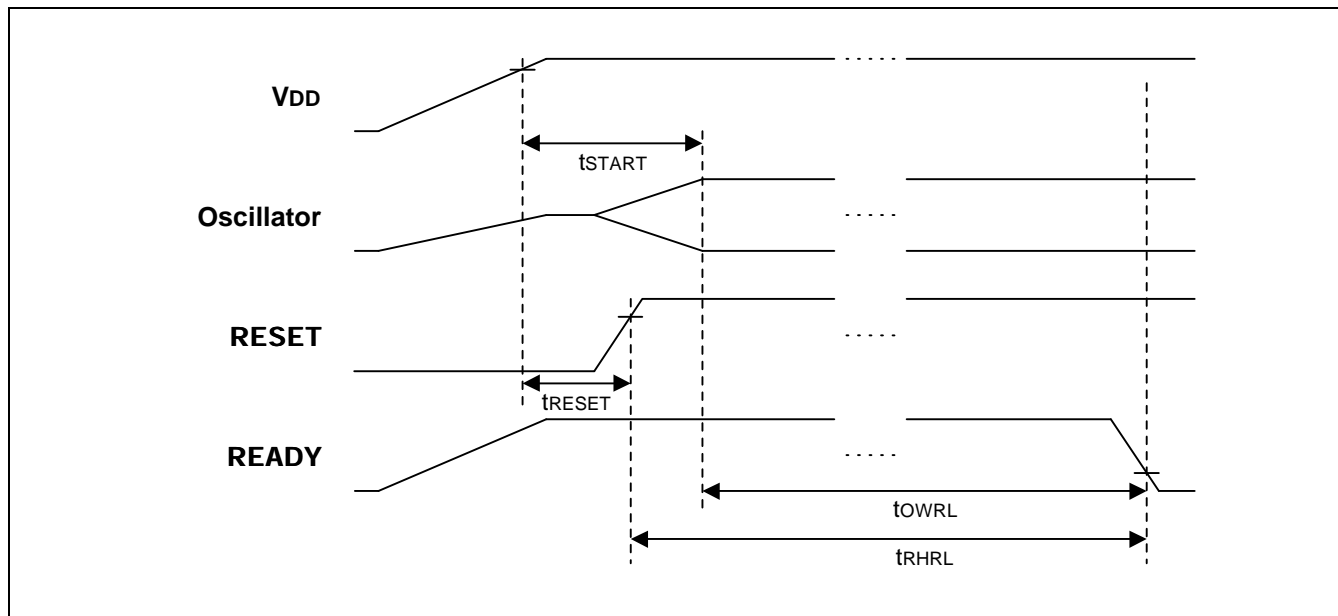 VDD
tSTART
Oscillator
RESET
tRESET
READY
tOWRL
tRHRL